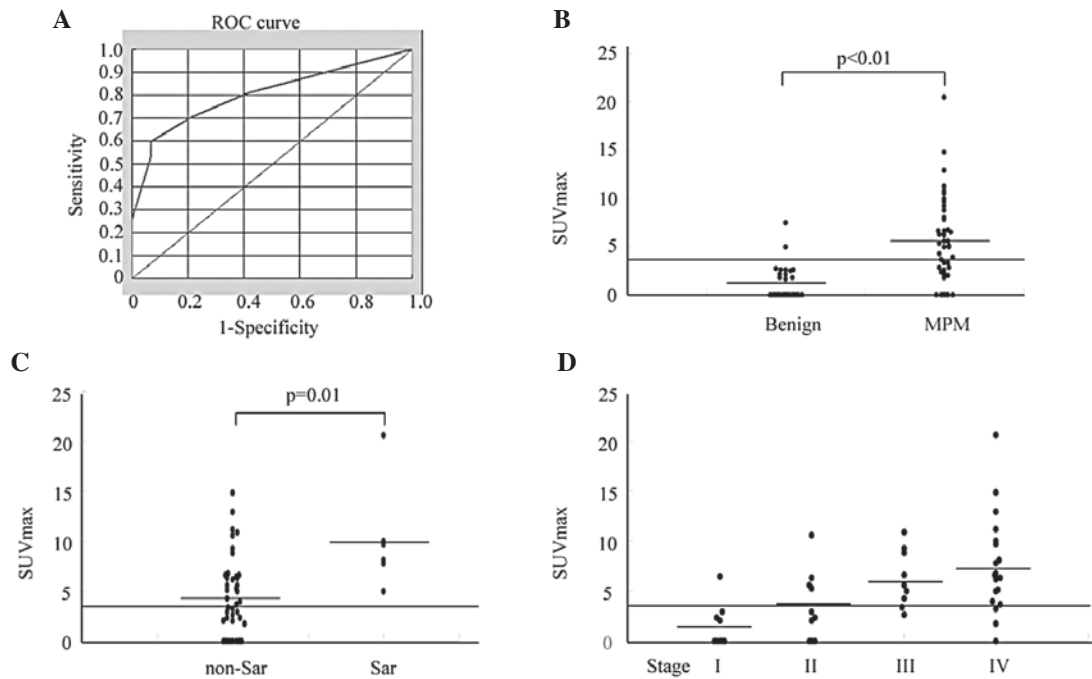 A
ROC curve
1.0
0.9
0.8
0.7
0.6
0.5
0.4
0.3
0.2
0.1
0
Sensitivity
0 0.2 0.4 0.6 0.8 1.0
1-Specificity
B
p<0.01
25
20
15
10
5
0
SUVmax
Benign MPM
C
p=0.01
25
20
15
10
5
0
SUVmax
non-Sar Sar
D
25
20
15
10
5
0
SUVmax
Stage I II III IV